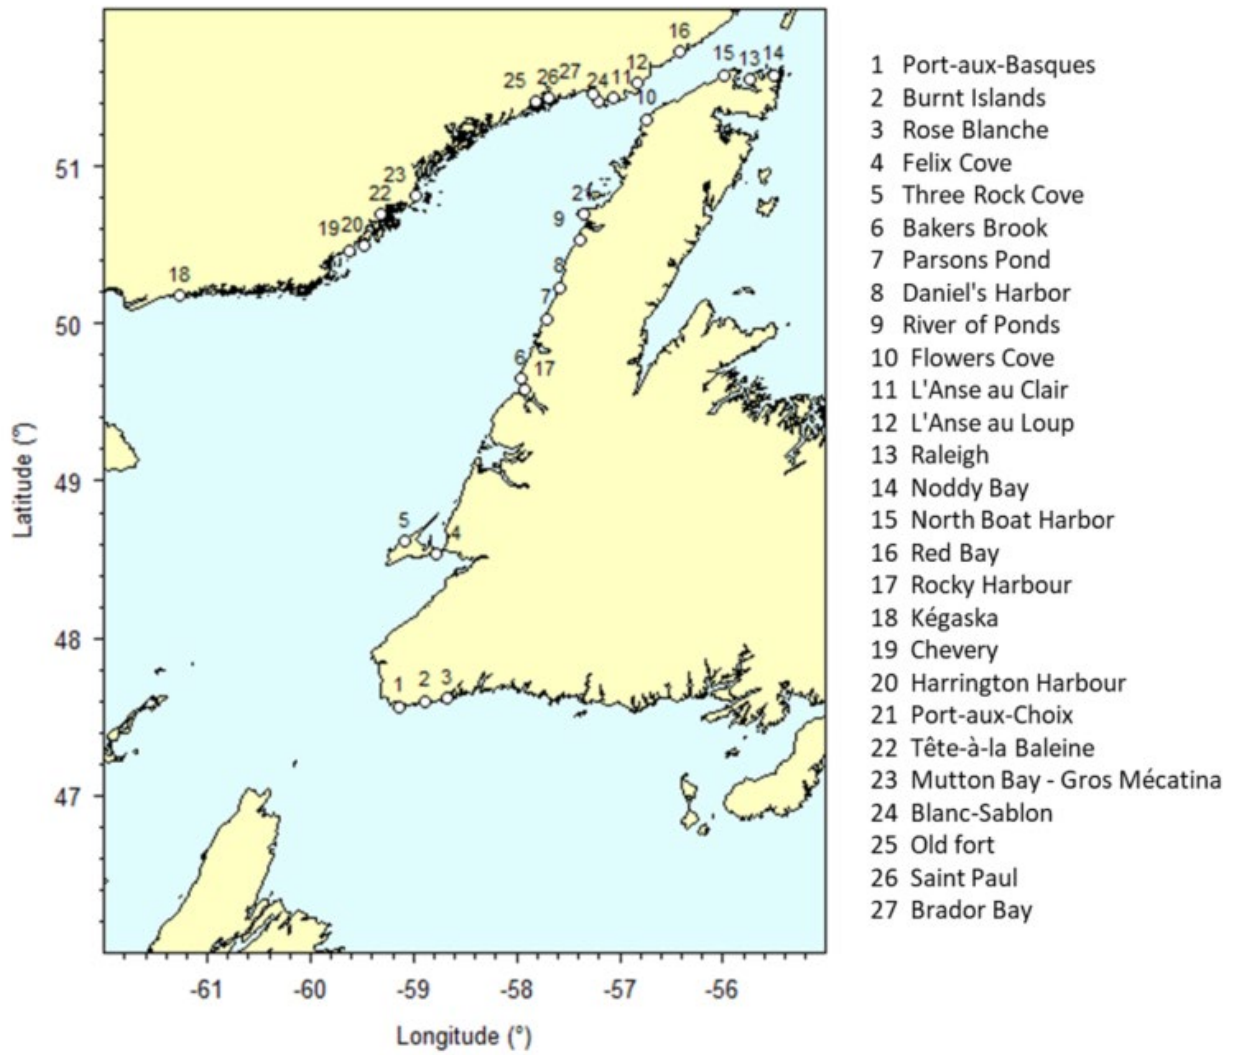 16
15 13 14
12
27
26
25
24 11
10
51
23
22
21
20
19
9
18
8
50
7
6
17
49
5
4
48
1 2 3
47
-61 -60 -59 -58 -57 -56
Latitude (°)
Longitude (°)
1 Port-aux-Basques
2 Burnt Islands
3 Rose Blanche
4 Felix Cove
5 Three Rock Cove
6 Bakers Brook
7 Parsons Pond
8 Daniel's Harbor
9 River of Ponds
10 Flowers Cove
11 L'Anse au Clair
12 L'Anse au Loup
13 Raleigh
14 Noddy Bay
15 North Boat Harbor
16 Red Bay
17 Rocky Harbour
18 Kégaska
19 Chevery
20 Harrington Harbour
21 Port-aux-Choix
22 Tête-à-la Baleine
23 Mutton Bay - Gros Mécatina
24 Blanc-Sablon
25 Old fort
26 Saint Paul
27 Brador Bay